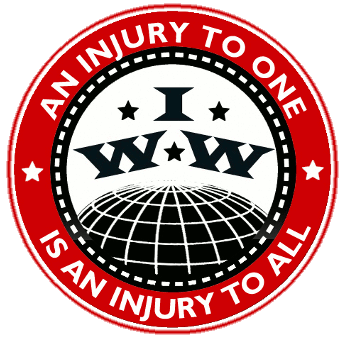 AN INJURY TO ONE
I
W W
IS AN INJURY TO ALL